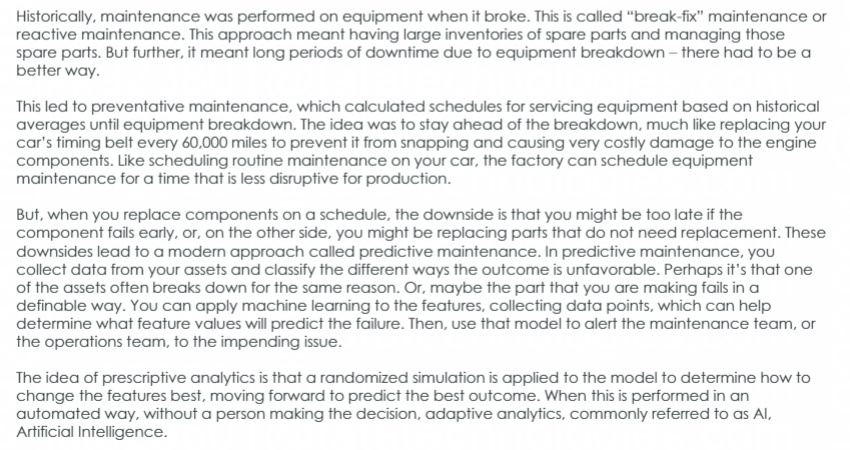 Historically, maintenance was performed on equipment when it broke. This is called “break-fix” maintenance or
reactive maintenance. This approach meant having large inventories of spare parts and managing those
spare parts. But further, it meant long periods of downtime due to equipment breakdown – there had to be a
better way.
This led to preventative maintenance, which calculated schedules for servicing equipment based on historical
averages until equipment breakdown. The idea was to stay ahead of the breakdown, much like replacing your
car’s timing belt every 60,000 miles to prevent it from snapping and causing very costly damage to the engine
components. Like scheduling routine maintenance on your car, the factory can schedule equipment
maintenance for a time that is less disruptive for production.
But, when you replace components on a schedule, the downside is that you might be too late if the
component fails early, or, on the other side, you might be replacing parts that do not need replacement. These
downsides lead to a modern approach called predictive maintenance. In predictive maintenance, you
collect data from your assets and classify the different ways the outcome is unfavorable. Perhaps it’s that one
of the assets often breaks down for the same reason. Or, maybe the part that you are making fails in a
definable way. You can apply machine learning to the features, collecting data points, which can help
determine what feature values will predict the failure. Then, use that model to alert the maintenance team, or
the operations team, to the impending issue.
The idea of prescriptive analytics is that a randomized simulation is applied to the model to determine how to
change the features best, moving forward to predict the best outcome. When this is performed in an
automated way, without a person making the decision, adaptive analytics, commonly referred to as AI,
Artificial Intelligence.